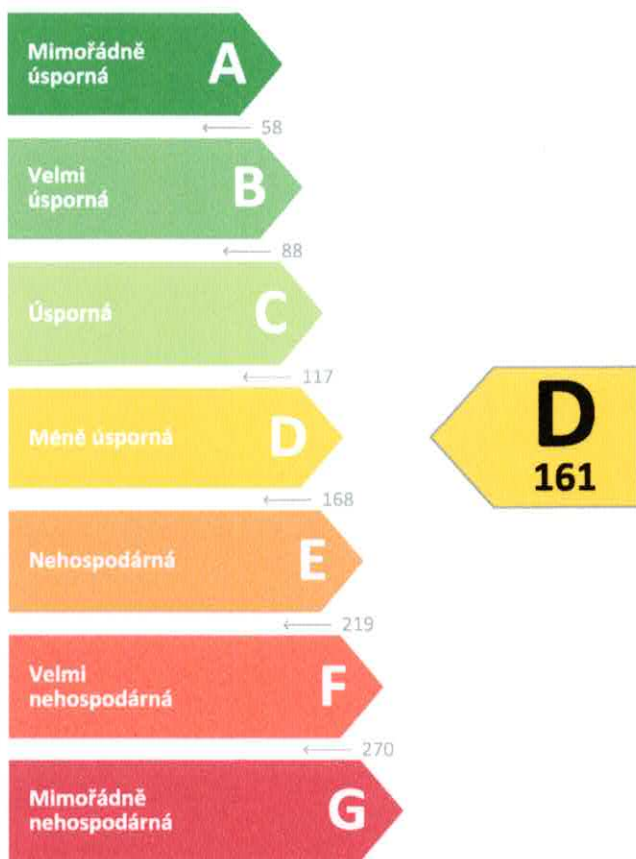 Mimořádně
úsporná
A
58
Velmi
úsporná
B
88
Úsporná
C
117
Méně úsporná
D
168
D
161
Nehospodárná
E
219
Velmi
nehospodárná
F
270
Mimořádně
nehospodárná
G